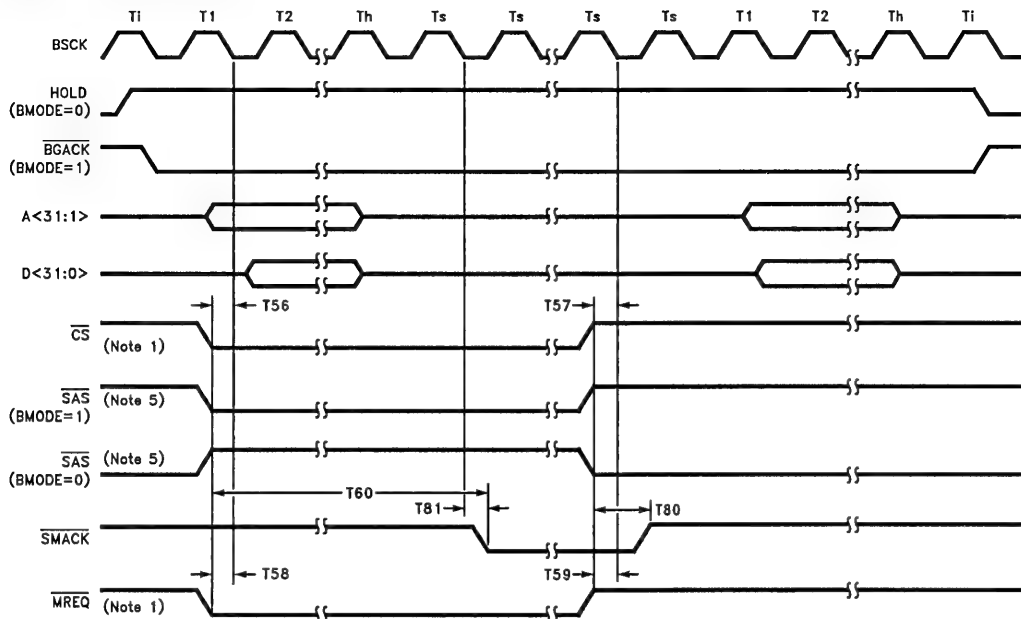 Ti T1 T2 Th Ts Ts Ts Ts T1 T2 Th Ti
BSCK
HOLD
(BMODE=0)
BGACK
(BMODE=1)
A<31:1>
D<31:0>
T56 T57
CS (Note 1)
SAS (Note 5)
(BMODE=1)
SAS (Note 5)
(BMODE=0)
T60
T81 T80
SMACK
T58 T59
MREQ (Note 1)